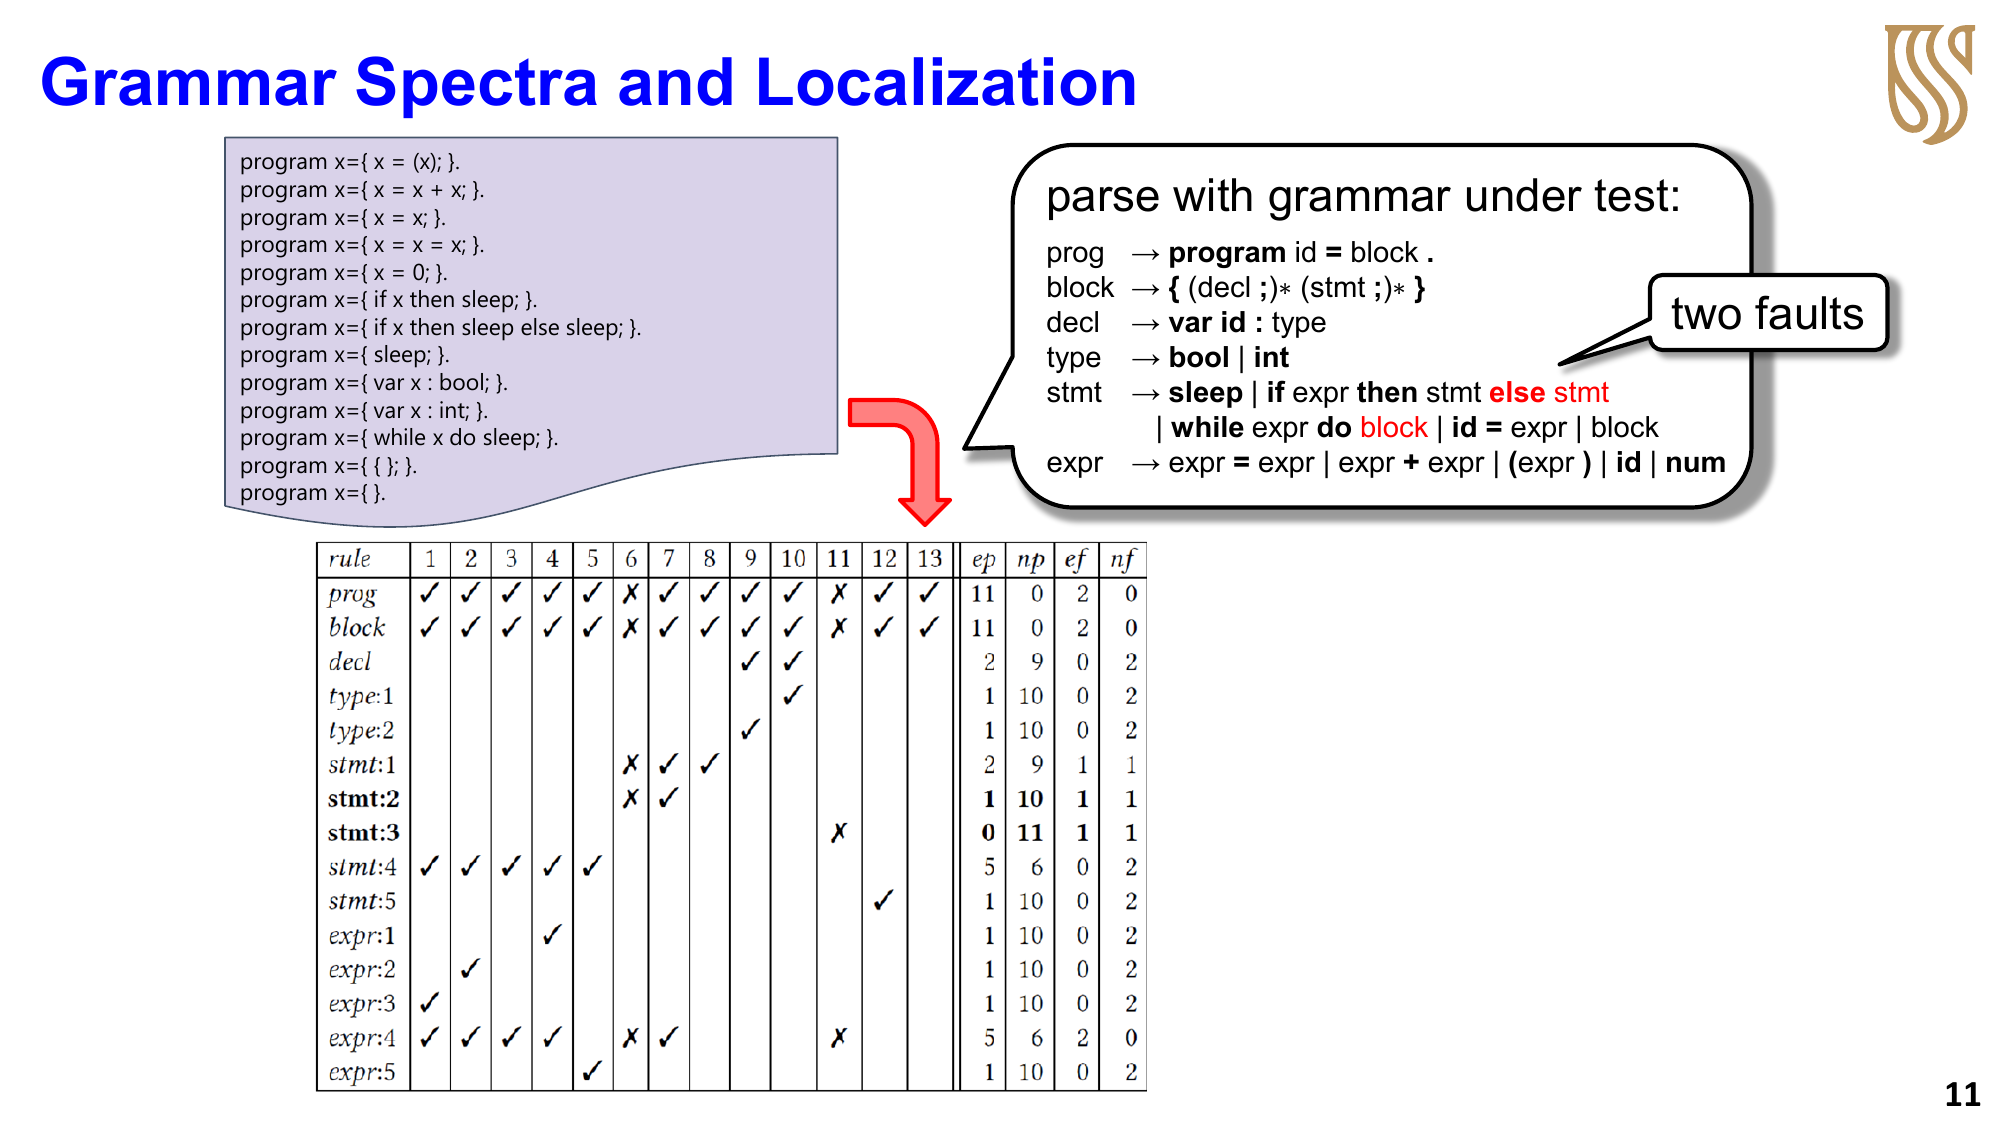 Grammar Spectra and Localization
program x={ x = (x); }.
program x={ x = x + x; }.
program x={ x = x; }.
program x={ x = x = x; }.
program x={ x = 0; }.
program x={ if x then sleep; }.
program x={ if x then sleep else sleep; }.
program x={ sleep; }.
program x={ var x : bool; }.
program x={ var x : int; }.
program x={ while x do sleep; }.
program x={ { }; }.
program x={ }.
parse with grammar under test:
prog → program id = block .
block → { (decl ;)* (stmt ;)* }
decl → var id : type
type → bool | int
stmt → sleep | if expr then stmt else stmt
| while expr do block | id = expr | block
expr → expr = expr | expr + expr | (expr ) | id | num
two faults
rule 1 2 3 4 5 6 7 8 9 10 11 12 13 ep np ef nf
prog ✓ ✓ ✓ ✓ ✓ ✗ ✓ ✓ ✓ ✓ ✗ ✓ ✓ 11 0 2 0
block ✓ ✓ ✓ ✓ ✓ ✗ ✓ ✓ ✓ ✓ ✗ ✓ ✓ 11 0 2 0
decl ✓ ✓ 2 9 0 2
type:1 ✓ 1 10 0 2
type:2 ✓ 1 10 0 2
stmt:1 ✗ ✓ ✓ 2 9 1 1
stmt:2 ✗ ✓ 1 10 1 1
stmt:3 ✗ 0 11 1 1
stmt:4 ✓ ✓ ✓ ✓ ✓ 5 6 0 2
stmt:5 ✓ 1 10 0 2
expr:1 ✓ 1 10 0 2
expr:2 ✓ 1 10 0 2
expr:3 ✓ 1 10 0 2
expr:4 ✓ ✓ ✓ ✓ ✗ ✓ ✗ 5 6 2 0
expr:5 ✓ 1 10 0 2
11